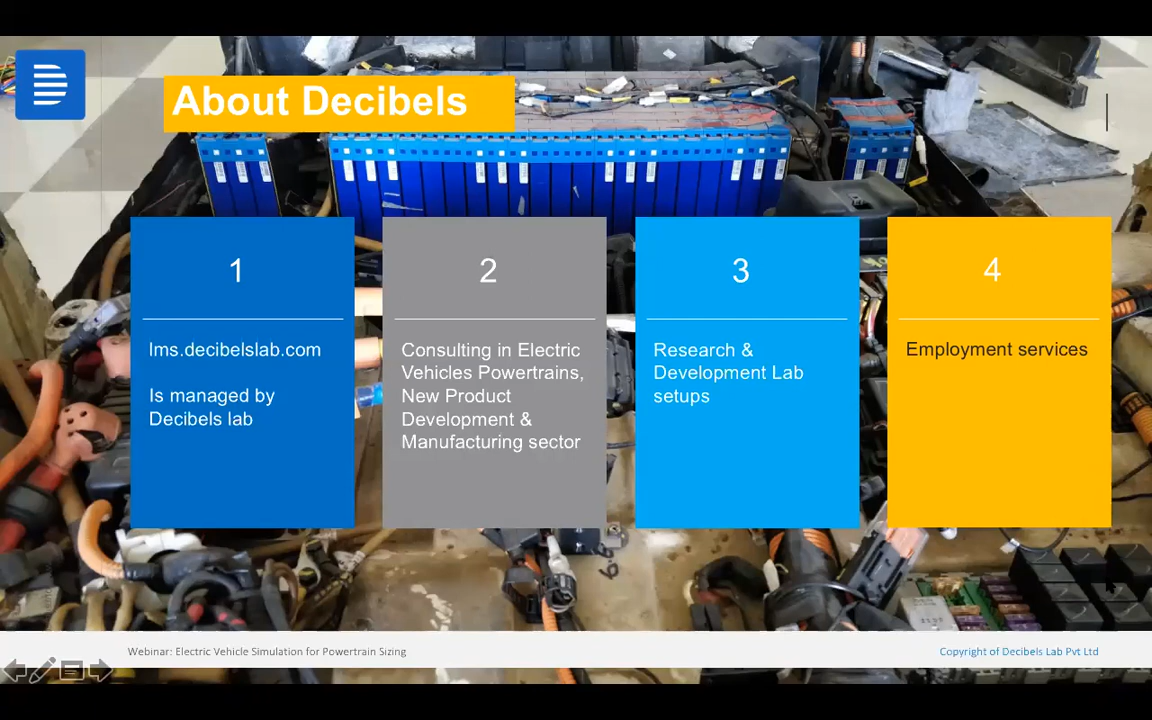 About Decibels
1
lms.decibelslab.com
Is managed by
Decibels lab
2
Consulting in Electric
Vehicles Powertrains,
New Product
Development &
Manufacturing sector
3
Research &
Development Lab
setups
4
Employment services
Webinar: Electric Vehicle Simulation for Powertrain Sizing
Copyright of Decibels Lab Pvt Ltd